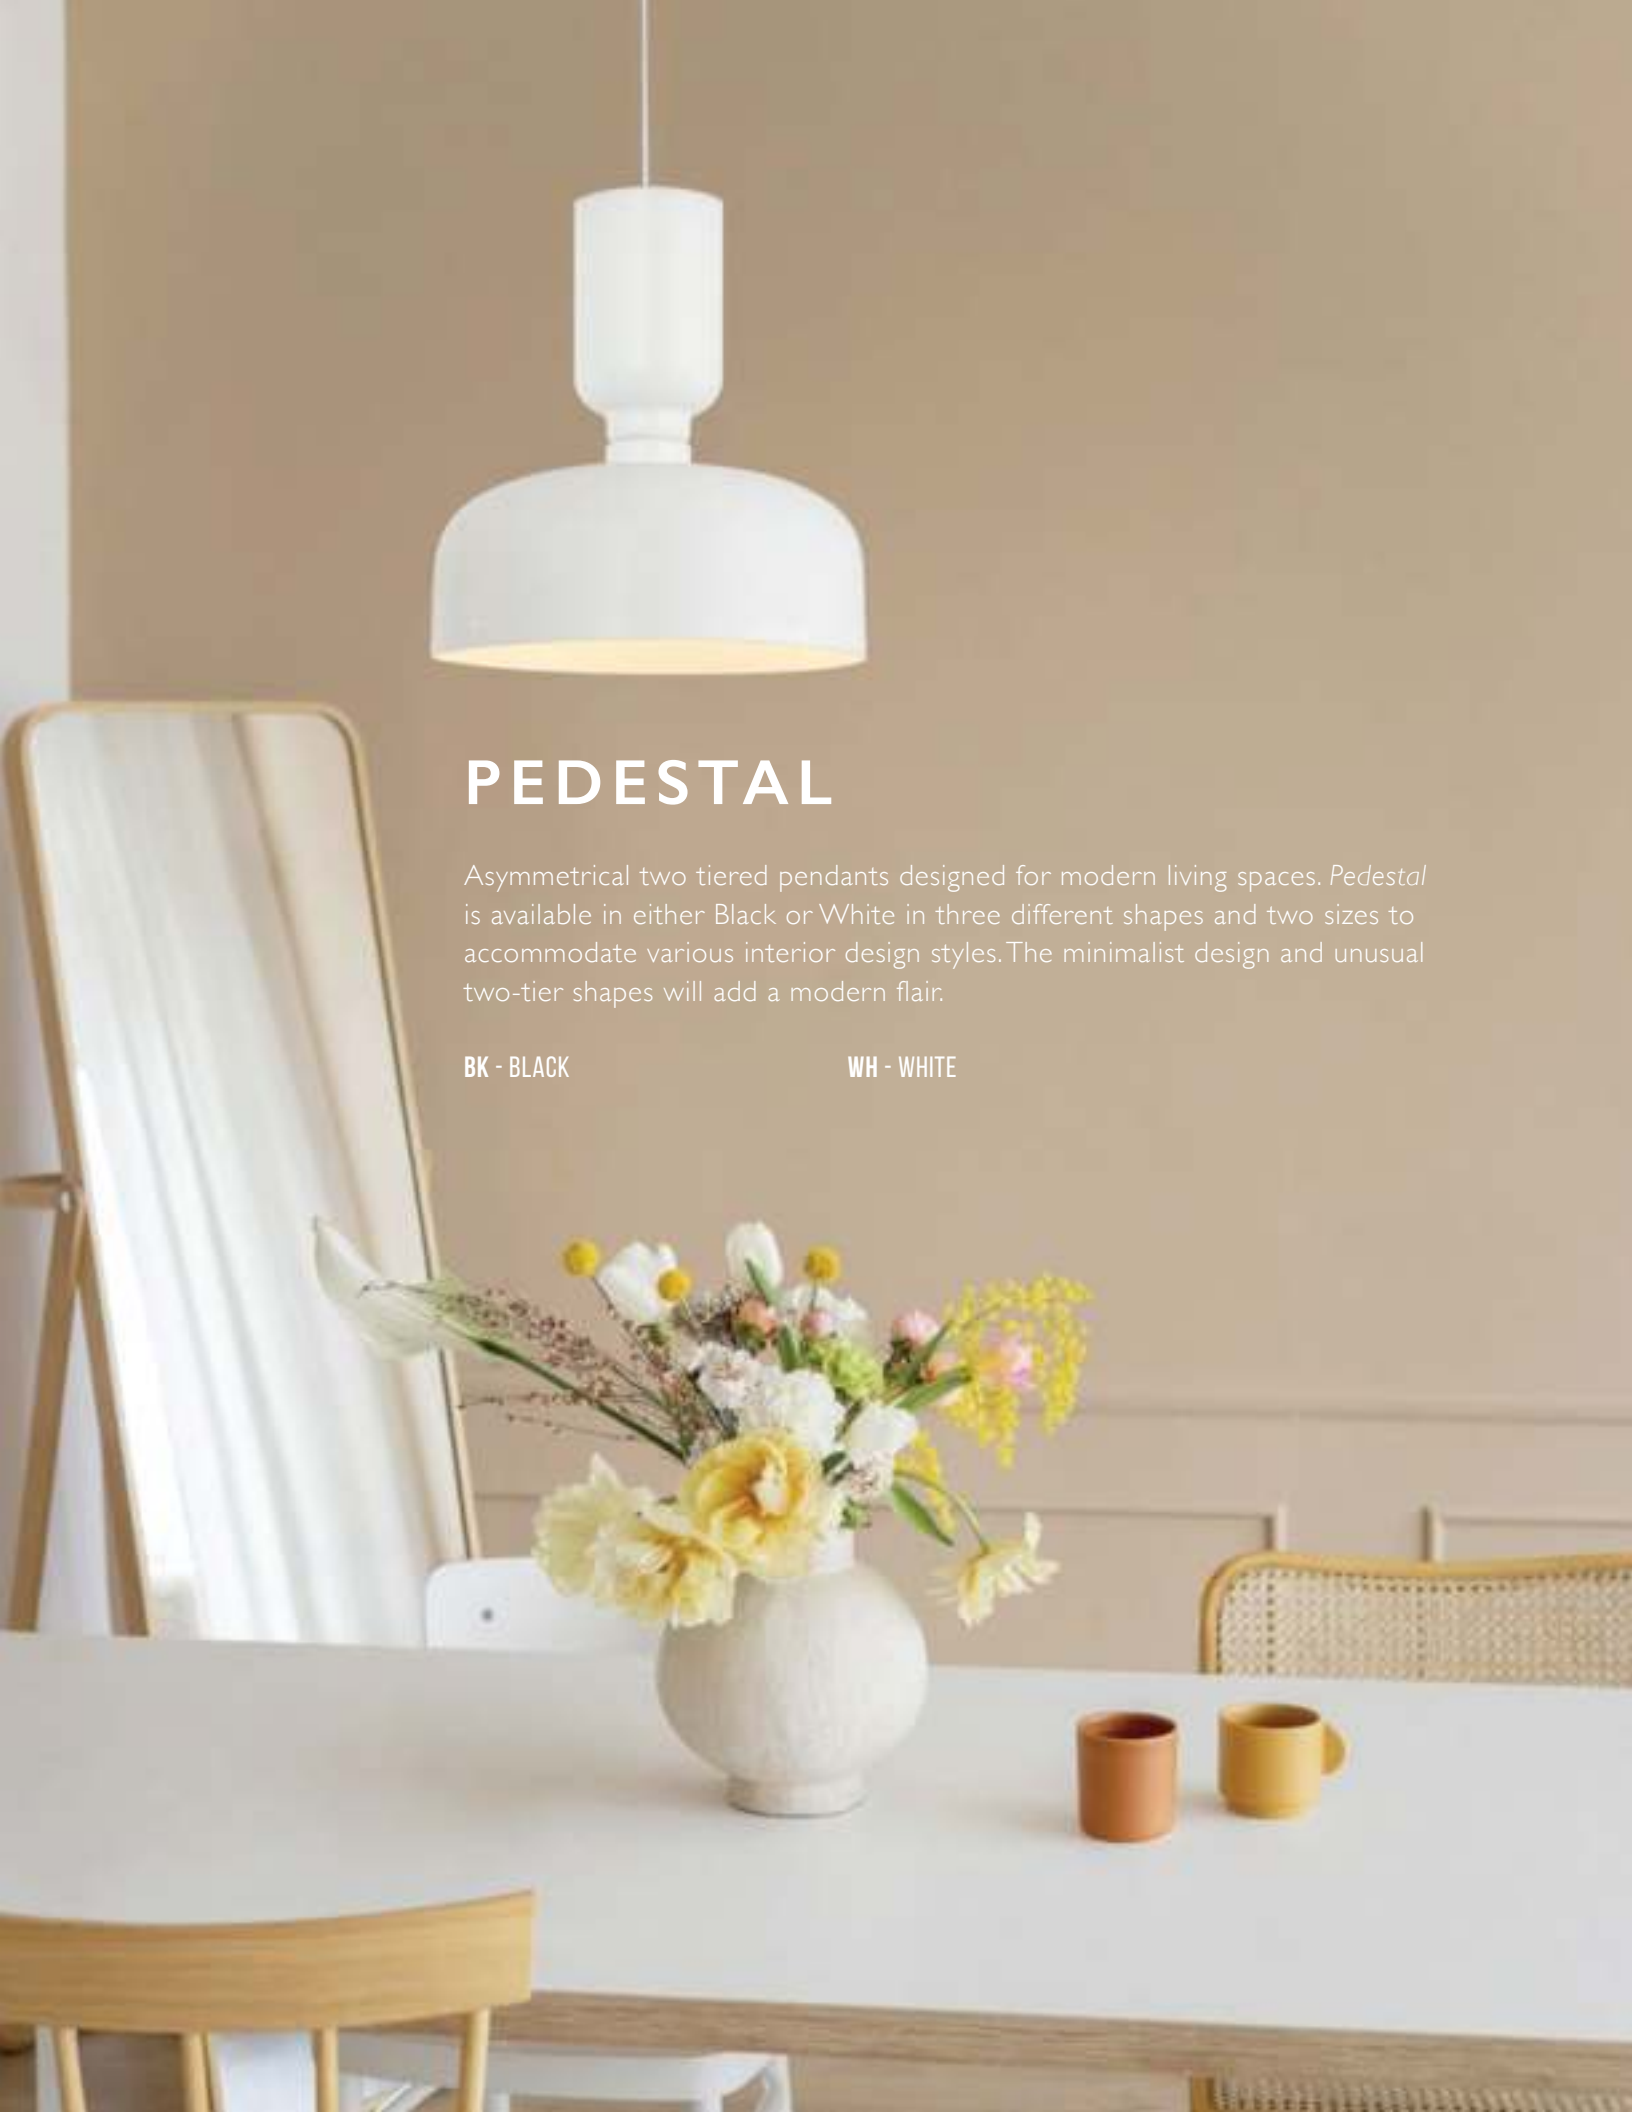 PEDESTAL
Asymmetrical two tiered pendants designed for modern living spaces. Pedestal
is available in either Black or White in three different shapes and two sizes to
accommodate various interior design styles. The minimalist design and unusual
two-tier shapes will add a modern flair.
BK - BLACK WH - WHITE